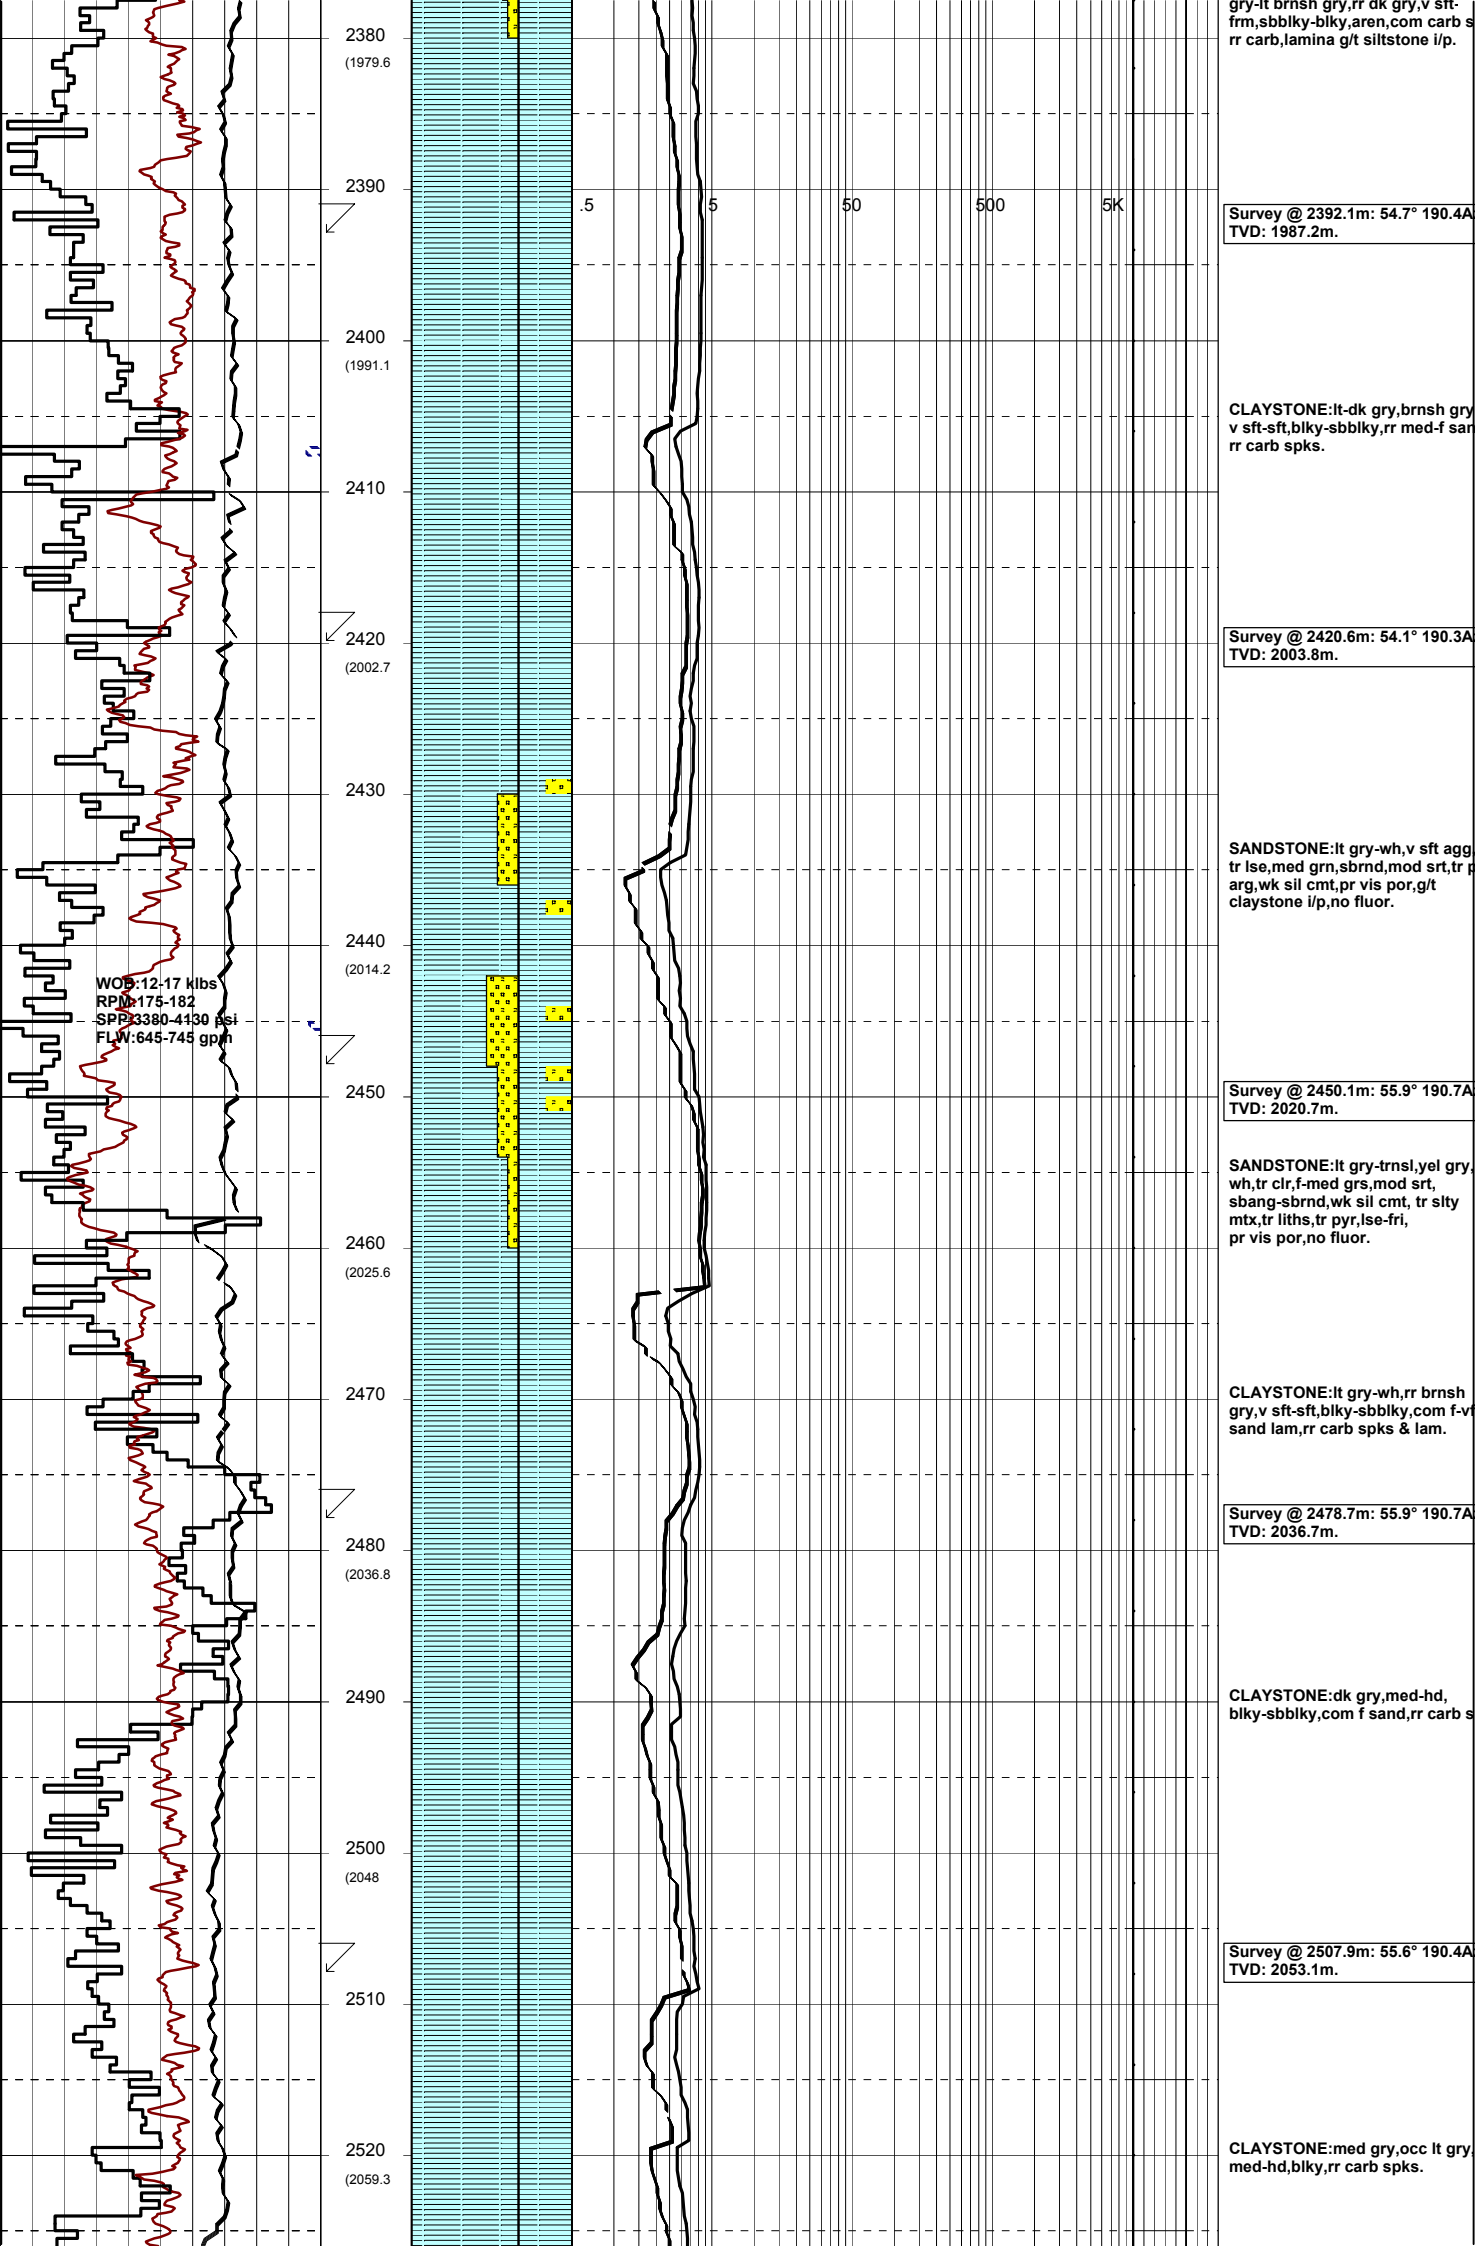 gry-lt brnsh gry,rr dk gry,v sft-
frm,sbblky-blky,aren,com carb s
rr carb,lamina g/t siltstone i/p.
2380
(1979.6
2390
.5 5 50 500 5K
Survey @ 2392.1m: 54.7° 190.4A
TVD: 1987.2m.
2400
(1991.1
CLAYSTONE:lt-dk gry,brnsh gry
v sft-sft,blky-sbblky,rr med-f san
rr carb spks.
2410
2420
(2002.7
Survey @ 2420.6m: 54.1° 190.3A
TVD: 2003.8m.
2430
SANDSTONE:lt gry-wh,v sft agg,
tr lse,med grn,sbrnd,mod srt,tr p
arg,wk sil cmt,pr vis por,g/t
claystone i/p,no fluor.
2440
(2014.2
WOB:12-17 klbs
RPM:175-182
SPP:3380-4130 psi
FLW:645-745 gpm
2450
Survey @ 2450.1m: 55.9° 190.7A
TVD: 2020.7m.
SANDSTONE:lt gry-trnsl,yel gry,
wh,tr clr,f-med grs,mod srt,
sbang-sbrnd,wk sil cmt, tr slty
mtx,tr liths,tr pyr,lse-fri,
pr vis por,no fluor.
2460
(2025.6
2470
CLAYSTONE:lt gry-wh,rr brnsh
gry,v sft-sft,blky-sbblky,com f-vf
sand lam,rr carb spks & lam.
2480
(2036.8
Survey @ 2478.7m: 55.9° 190.7A
TVD: 2036.7m.
2490
CLAYSTONE:dk gry,med-hd,
blky-sbblky,com f sand,rr carb s
2500
(2048
Survey @ 2507.9m: 55.6° 190.4A
TVD: 2053.1m.
2510
2520
(2059.3
CLAYSTONE:med gry,occ lt gry,
med-hd,blky,rr carb spks.